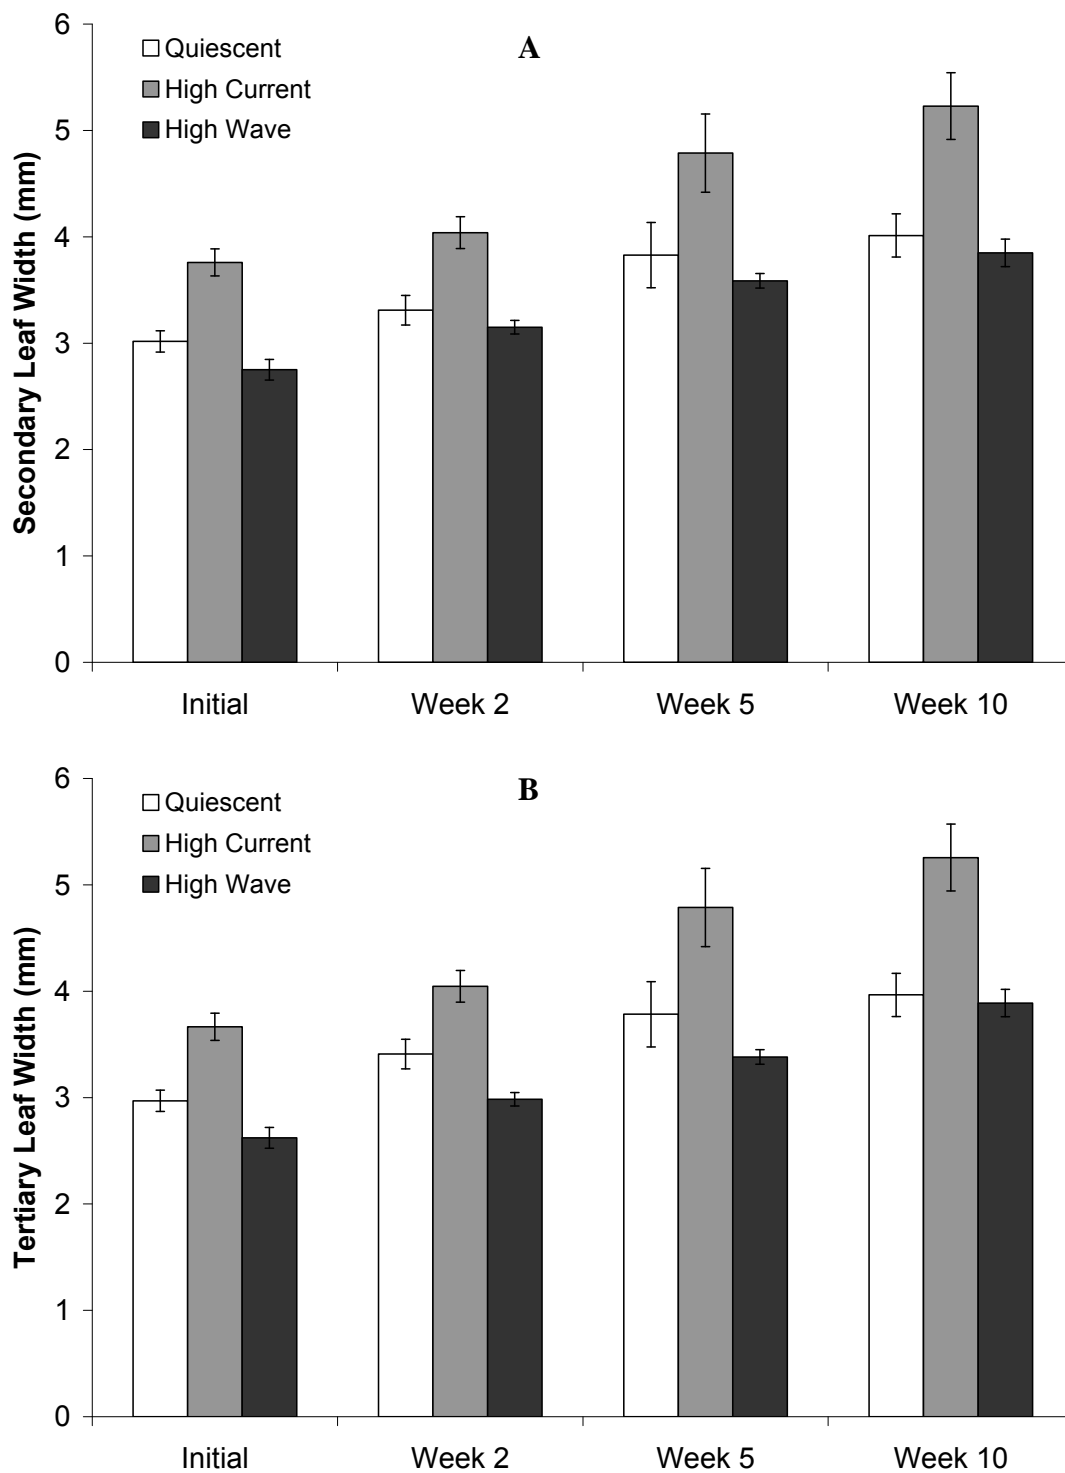 6
Quiescent
A
High Current
High Wave
5
4
3
2
1
0
Secondary Leaf Width (mm)
Initial Week 2 Week 5 Week 10
6
Quiescent
B
High Current
High Wave
5
4
3
2
1
0
Tertiary Leaf Width (mm)
Initial Week 2 Week 5 Week 10